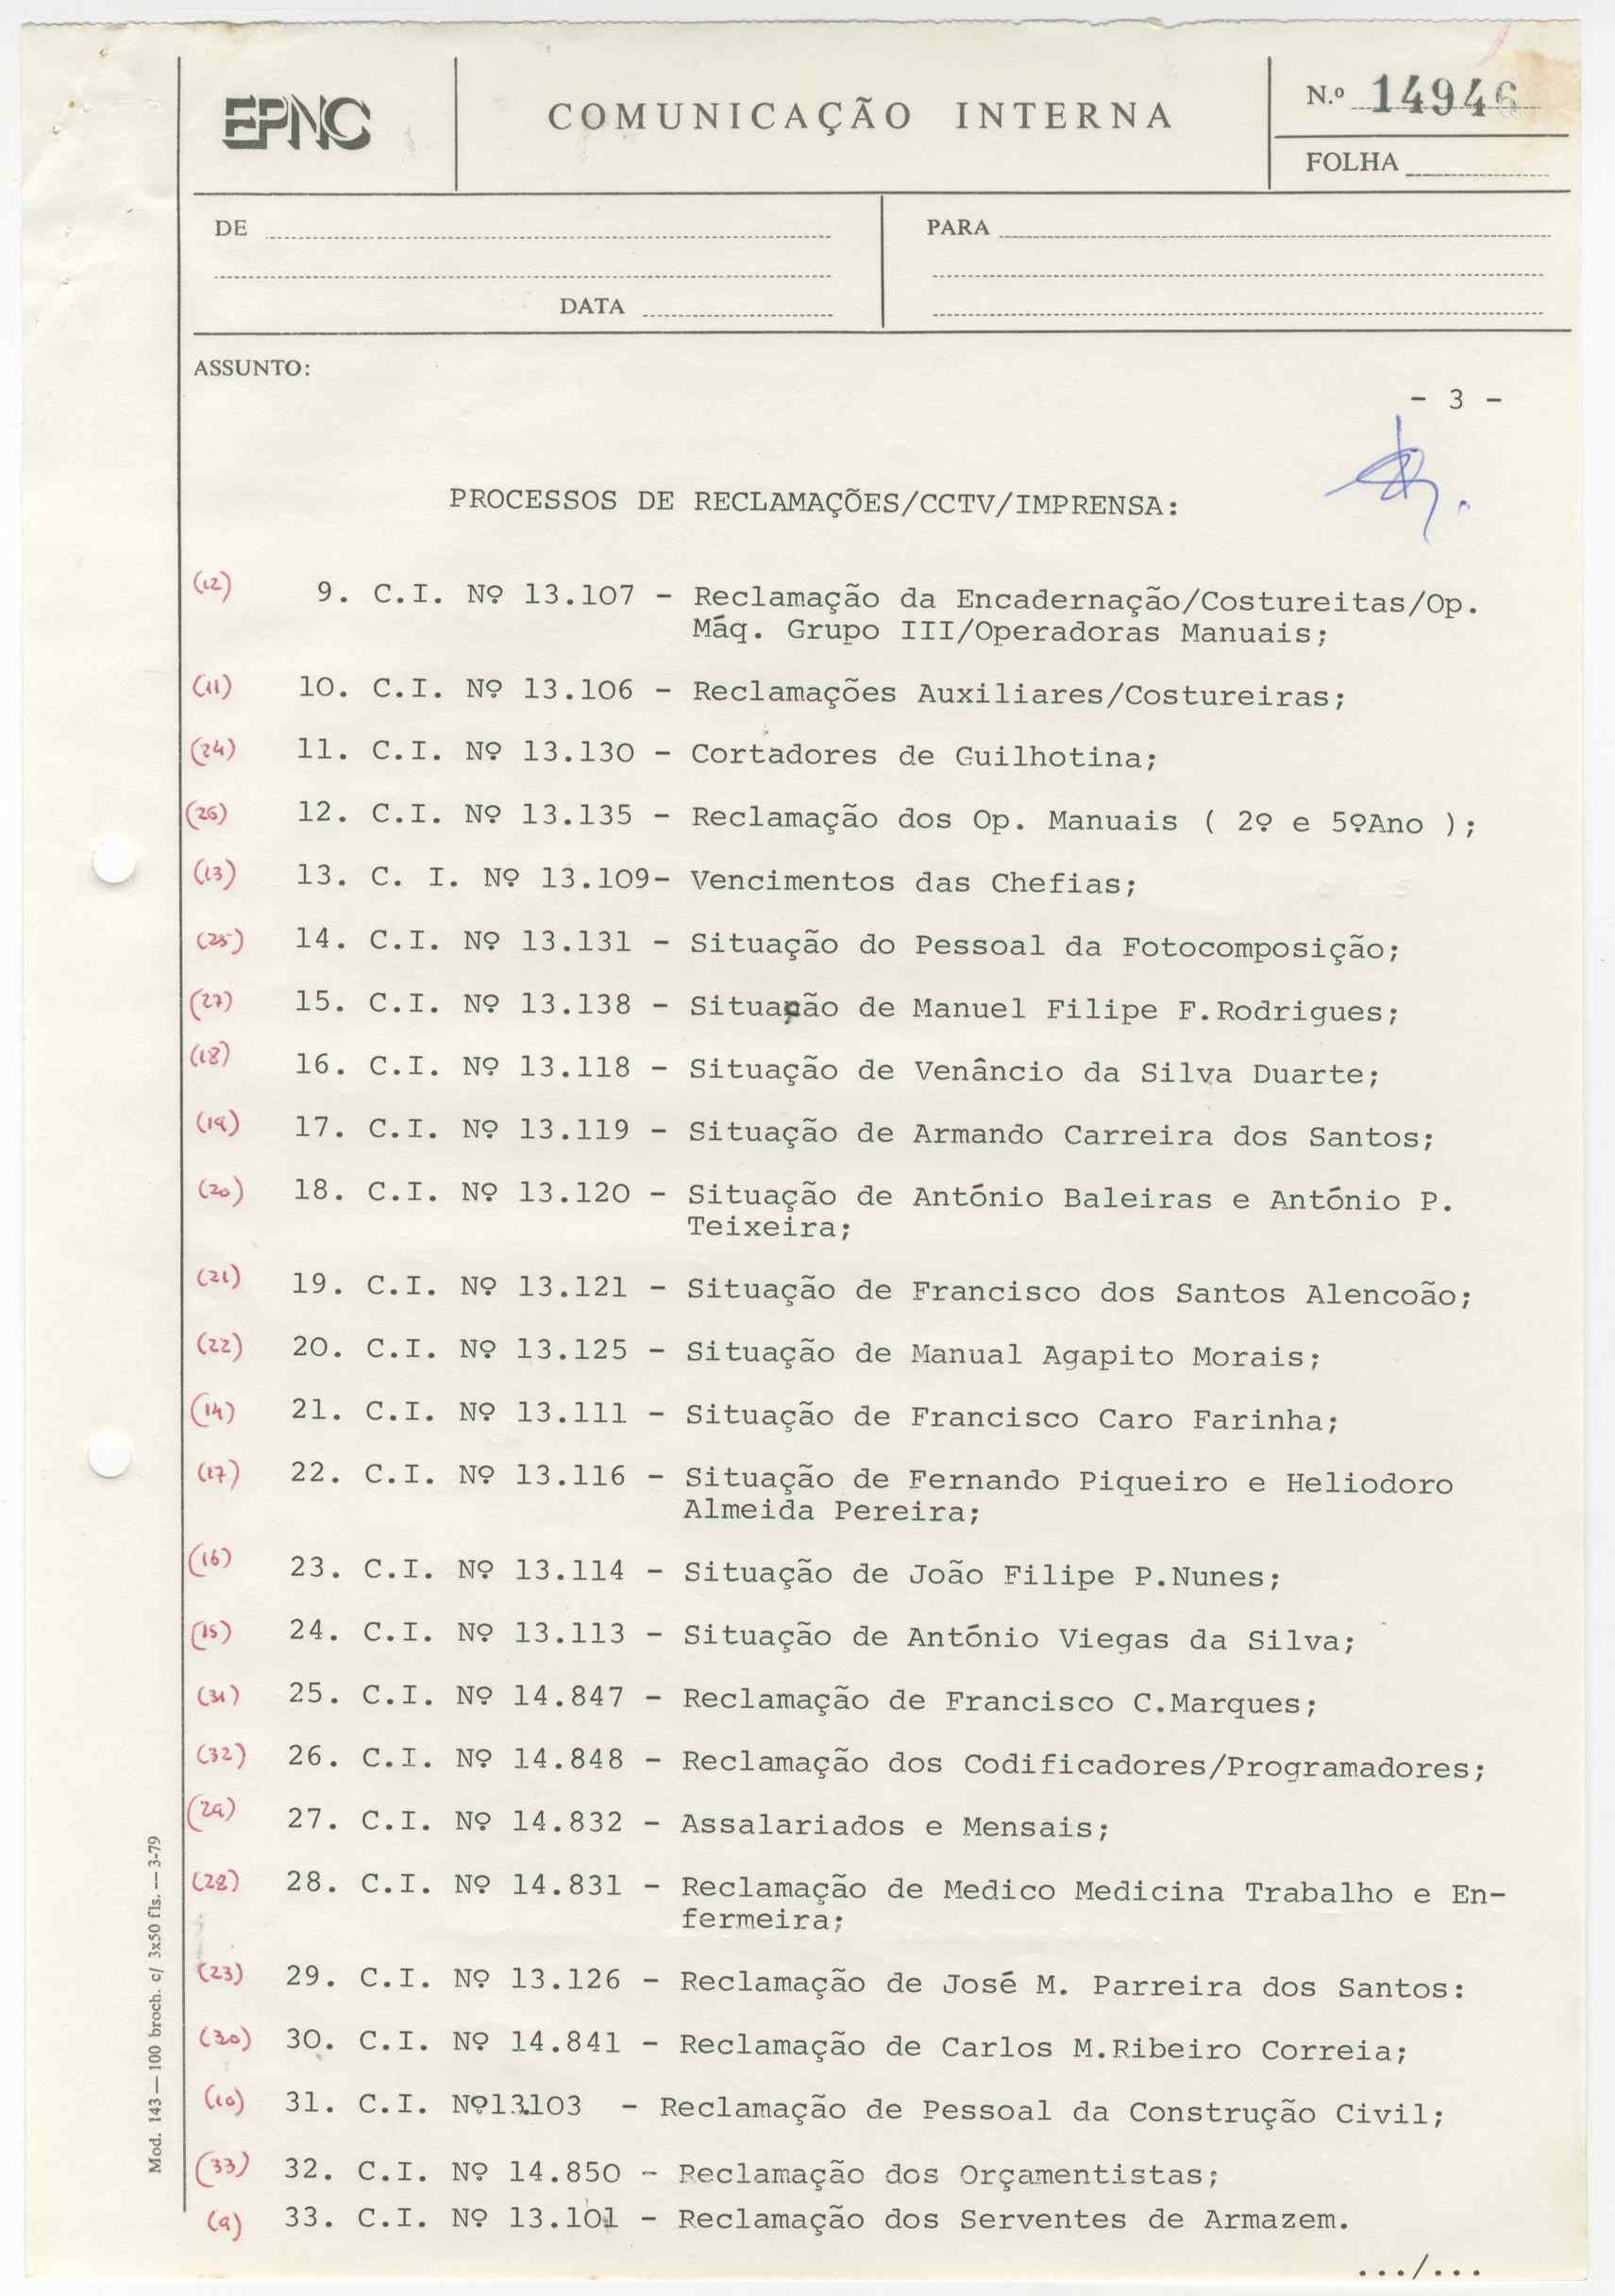 EPNC
COMUNICAÇÃO INTERNA
N.º 14946
FOLHA
DE
PARA
DATA
ASSUNTO:
- 3 -
PROCESSOS DE RECLAMAÇÕES/CCTV/IMPRENSA:
(12) 9. C.I. Nº 13.107 - Reclamação da Encadernação/Costureitas/Op.
Máq. Grupo III/Operadoras Manuais;
(11) 10. C.I. Nº 13.106 - Reclamações Auxiliares/Costureiras;
(24) 11. C.I. Nº 13.130 - Cortadores de Guilhotina;
(26) 12. C.I. Nº 13.135 - Reclamação dos Op. Manuais ( 2º e 5ºAno );
(13) 13. C. I. Nº 13.109- Vencimentos das Chefias;
(25) 14. C.I. Nº 13.131 - Situação do Pessoal da Fotocomposição;
(27) 15. C.I. Nº 13.138 - Situação de Manuel Filipe F.Rodrigues;
(18) 16. C.I. Nº 13.118 - Situação de Venâncio da Silva Duarte;
(19) 17. C.I. Nº 13.119 - Situação de Armando Carreira dos Santos;
(20) 18. C.I. Nº 13.120 - Situação de António Baleiras e António P.
Teixeira;
(21) 19. C.I. Nº 13.121 - Situação de Francisco dos Santos Alencoão;
(22) 20. C.I. Nº 13.125 - Situação de Manual Agapito Morais;
(14) 21. C.I. Nº 13.111 - Situação de Francisco Caro Farinha;
(17) 22. C.I. Nº 13.116 - Situação de Fernando Piqueiro e Heliodoro
Almeida Pereira;
(16) 23. C.I. Nº 13.114 - Situação de João Filipe P.Nunes;
(15) 24. C.I. Nº 13.113 - Situação de António Viegas da Silva;
(31) 25. C.I. Nº 14.847 - Reclamação de Francisco C.Marques;
(32) 26. C.I. Nº 14.848 - Reclamação dos Codificadores/Programadores;
(29) 27. C.I. Nº 14.832 - Assalariados e Mensais;
(28) 28. C.I. Nº 14.831 - Reclamação de Medico Medicina Trabalho e En-
fermeira;
(23) 29. C.I. Nº 13.126 - Reclamação de José M. Parreira dos Santos:
(30) 30. C.I. Nº 14.841 - Reclamação de Carlos M.Ribeiro Correia;
(10) 31. C.I. Nº13.103 - Reclamação de Pessoal da Construção Civil;
(33) 32. C.I. Nº 14.850 - Reclamação dos Orçamentistas;
(9) 33. C.I. Nº 13.101 - Reclamação dos Serventes de Armazem.
.../...
Mod. 143 — 100 broch. c/ 3x50 fls. — 3-79